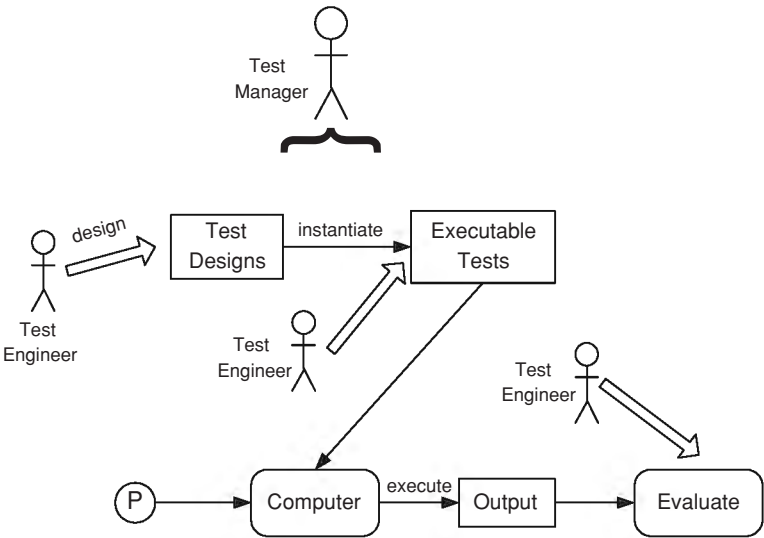 Test
Manager
design
Test
Designs
instantiate
Executable
Tests
Test
Engineer
Test
Engineer
Test
Engineer
P
Computer
execute
Output
Evaluate